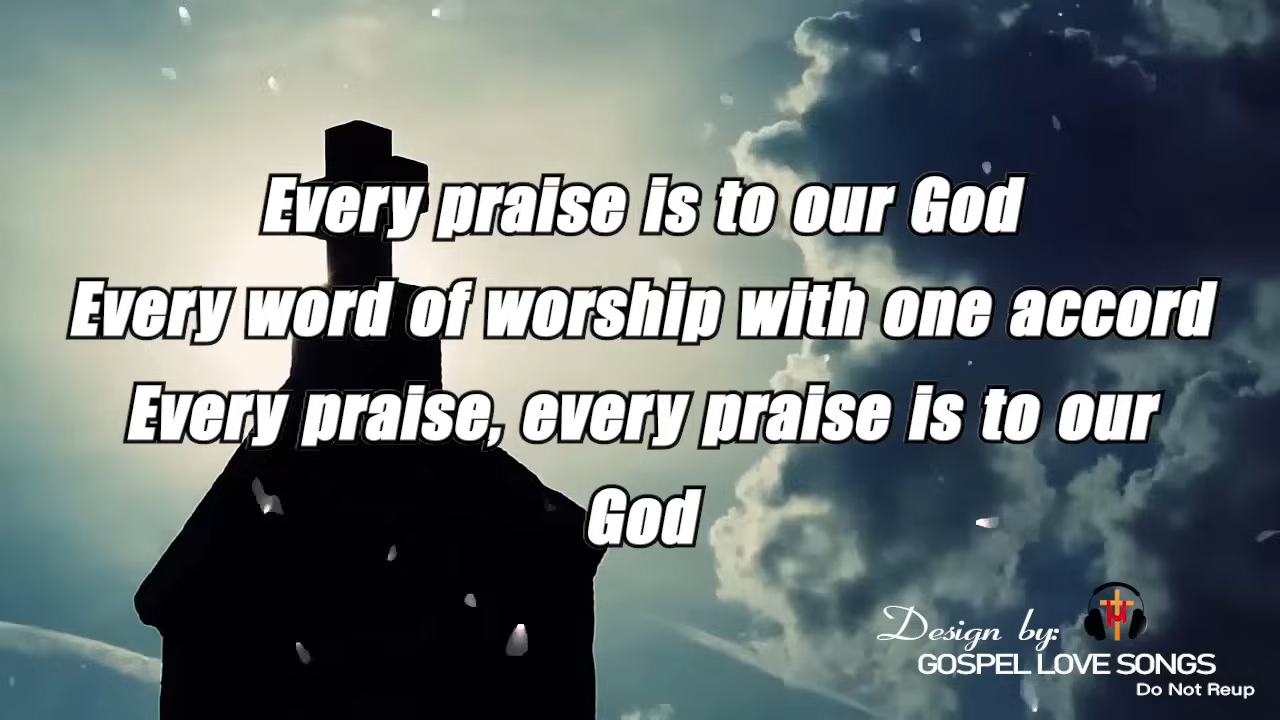 Every praise is to our God
Every word of worship with one accord
Every praise, every praise is to our
God
Design by:
GOSPEL LOVE SONGS
Do Not Reup